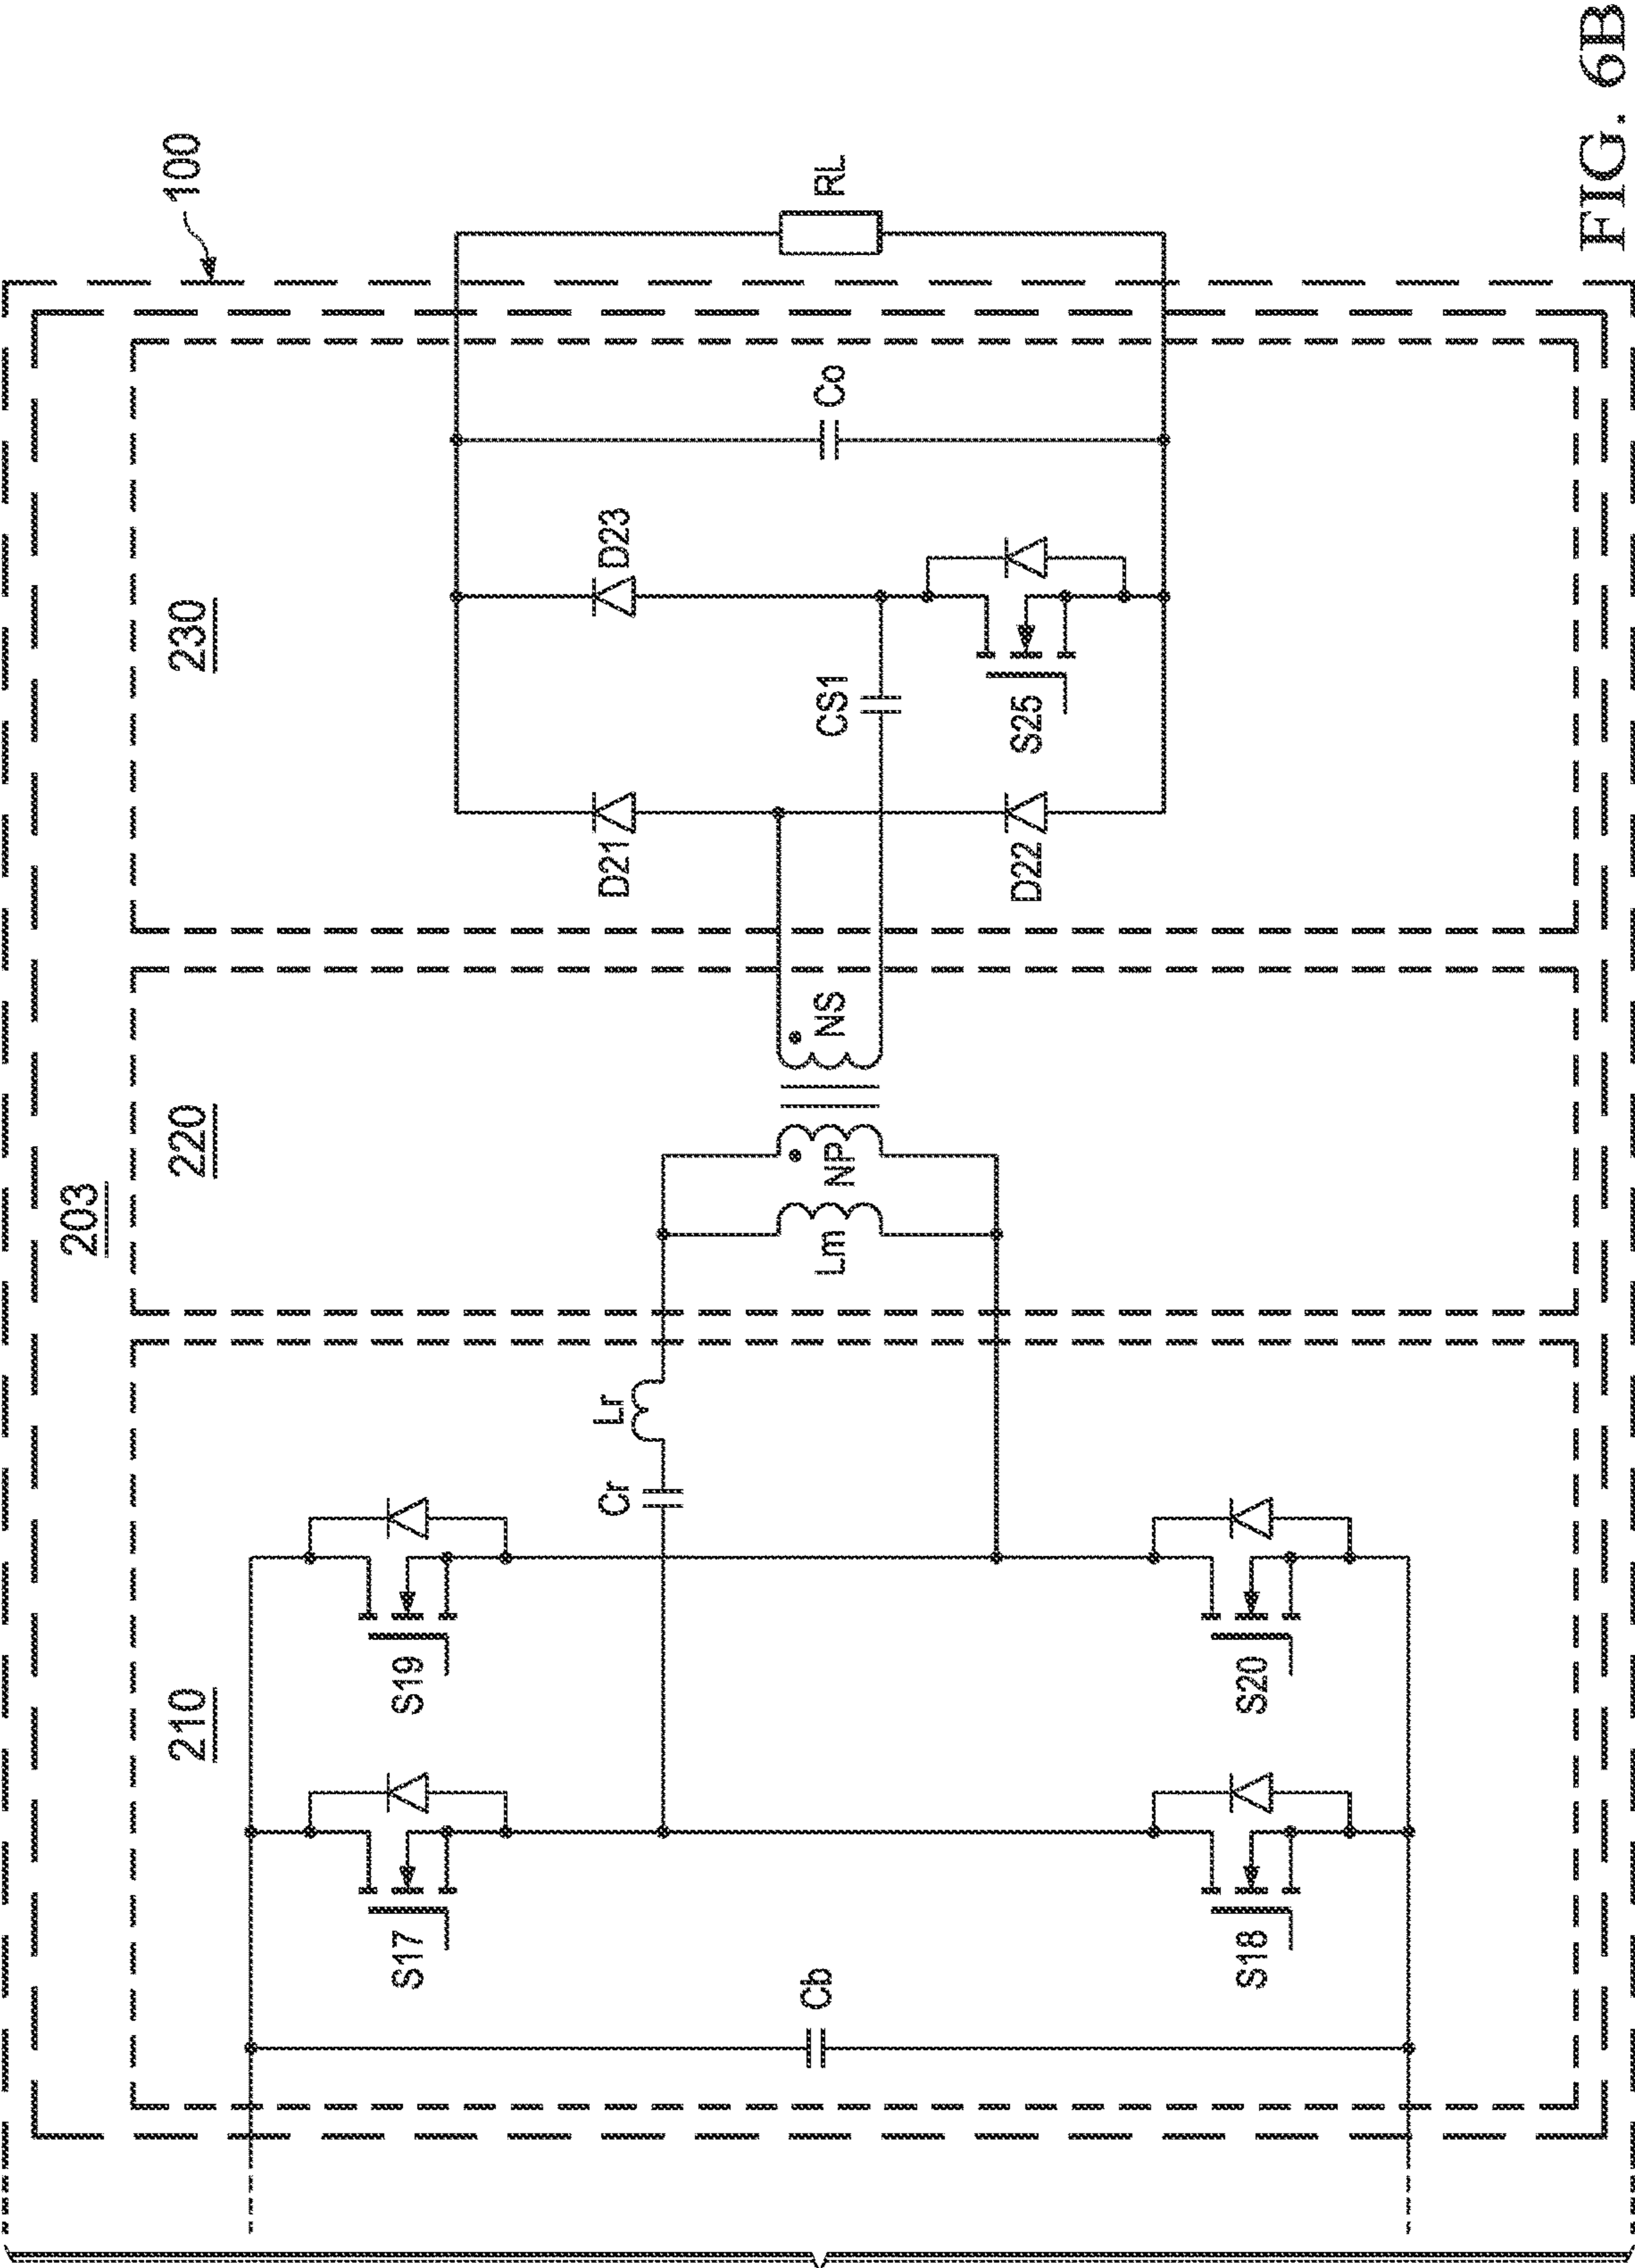 100
203
210
220
230
S17
S19
Cr
Lr
Cb
Lm
NP
NS
D21
D23
CS1
Co
RL
S18
S20
D22
S25
FIG. 6B